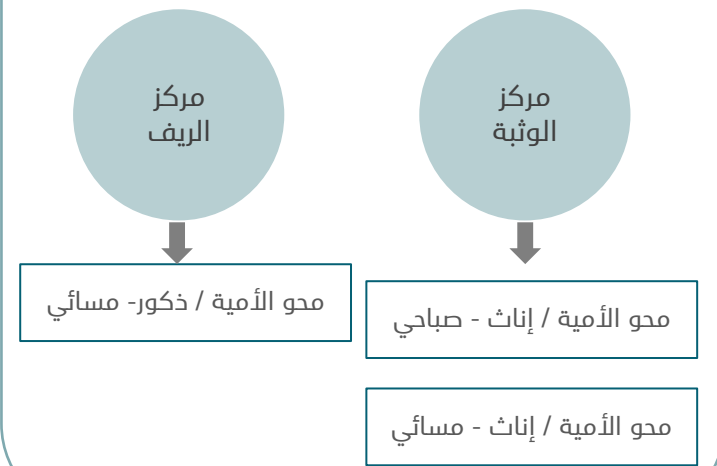 مركز
الوثبة
محو الأمية / إناث - صباحي
محو الأمية / إناث - مسائي
مركز
الريف
محو الأمية / ذكور- مسائي